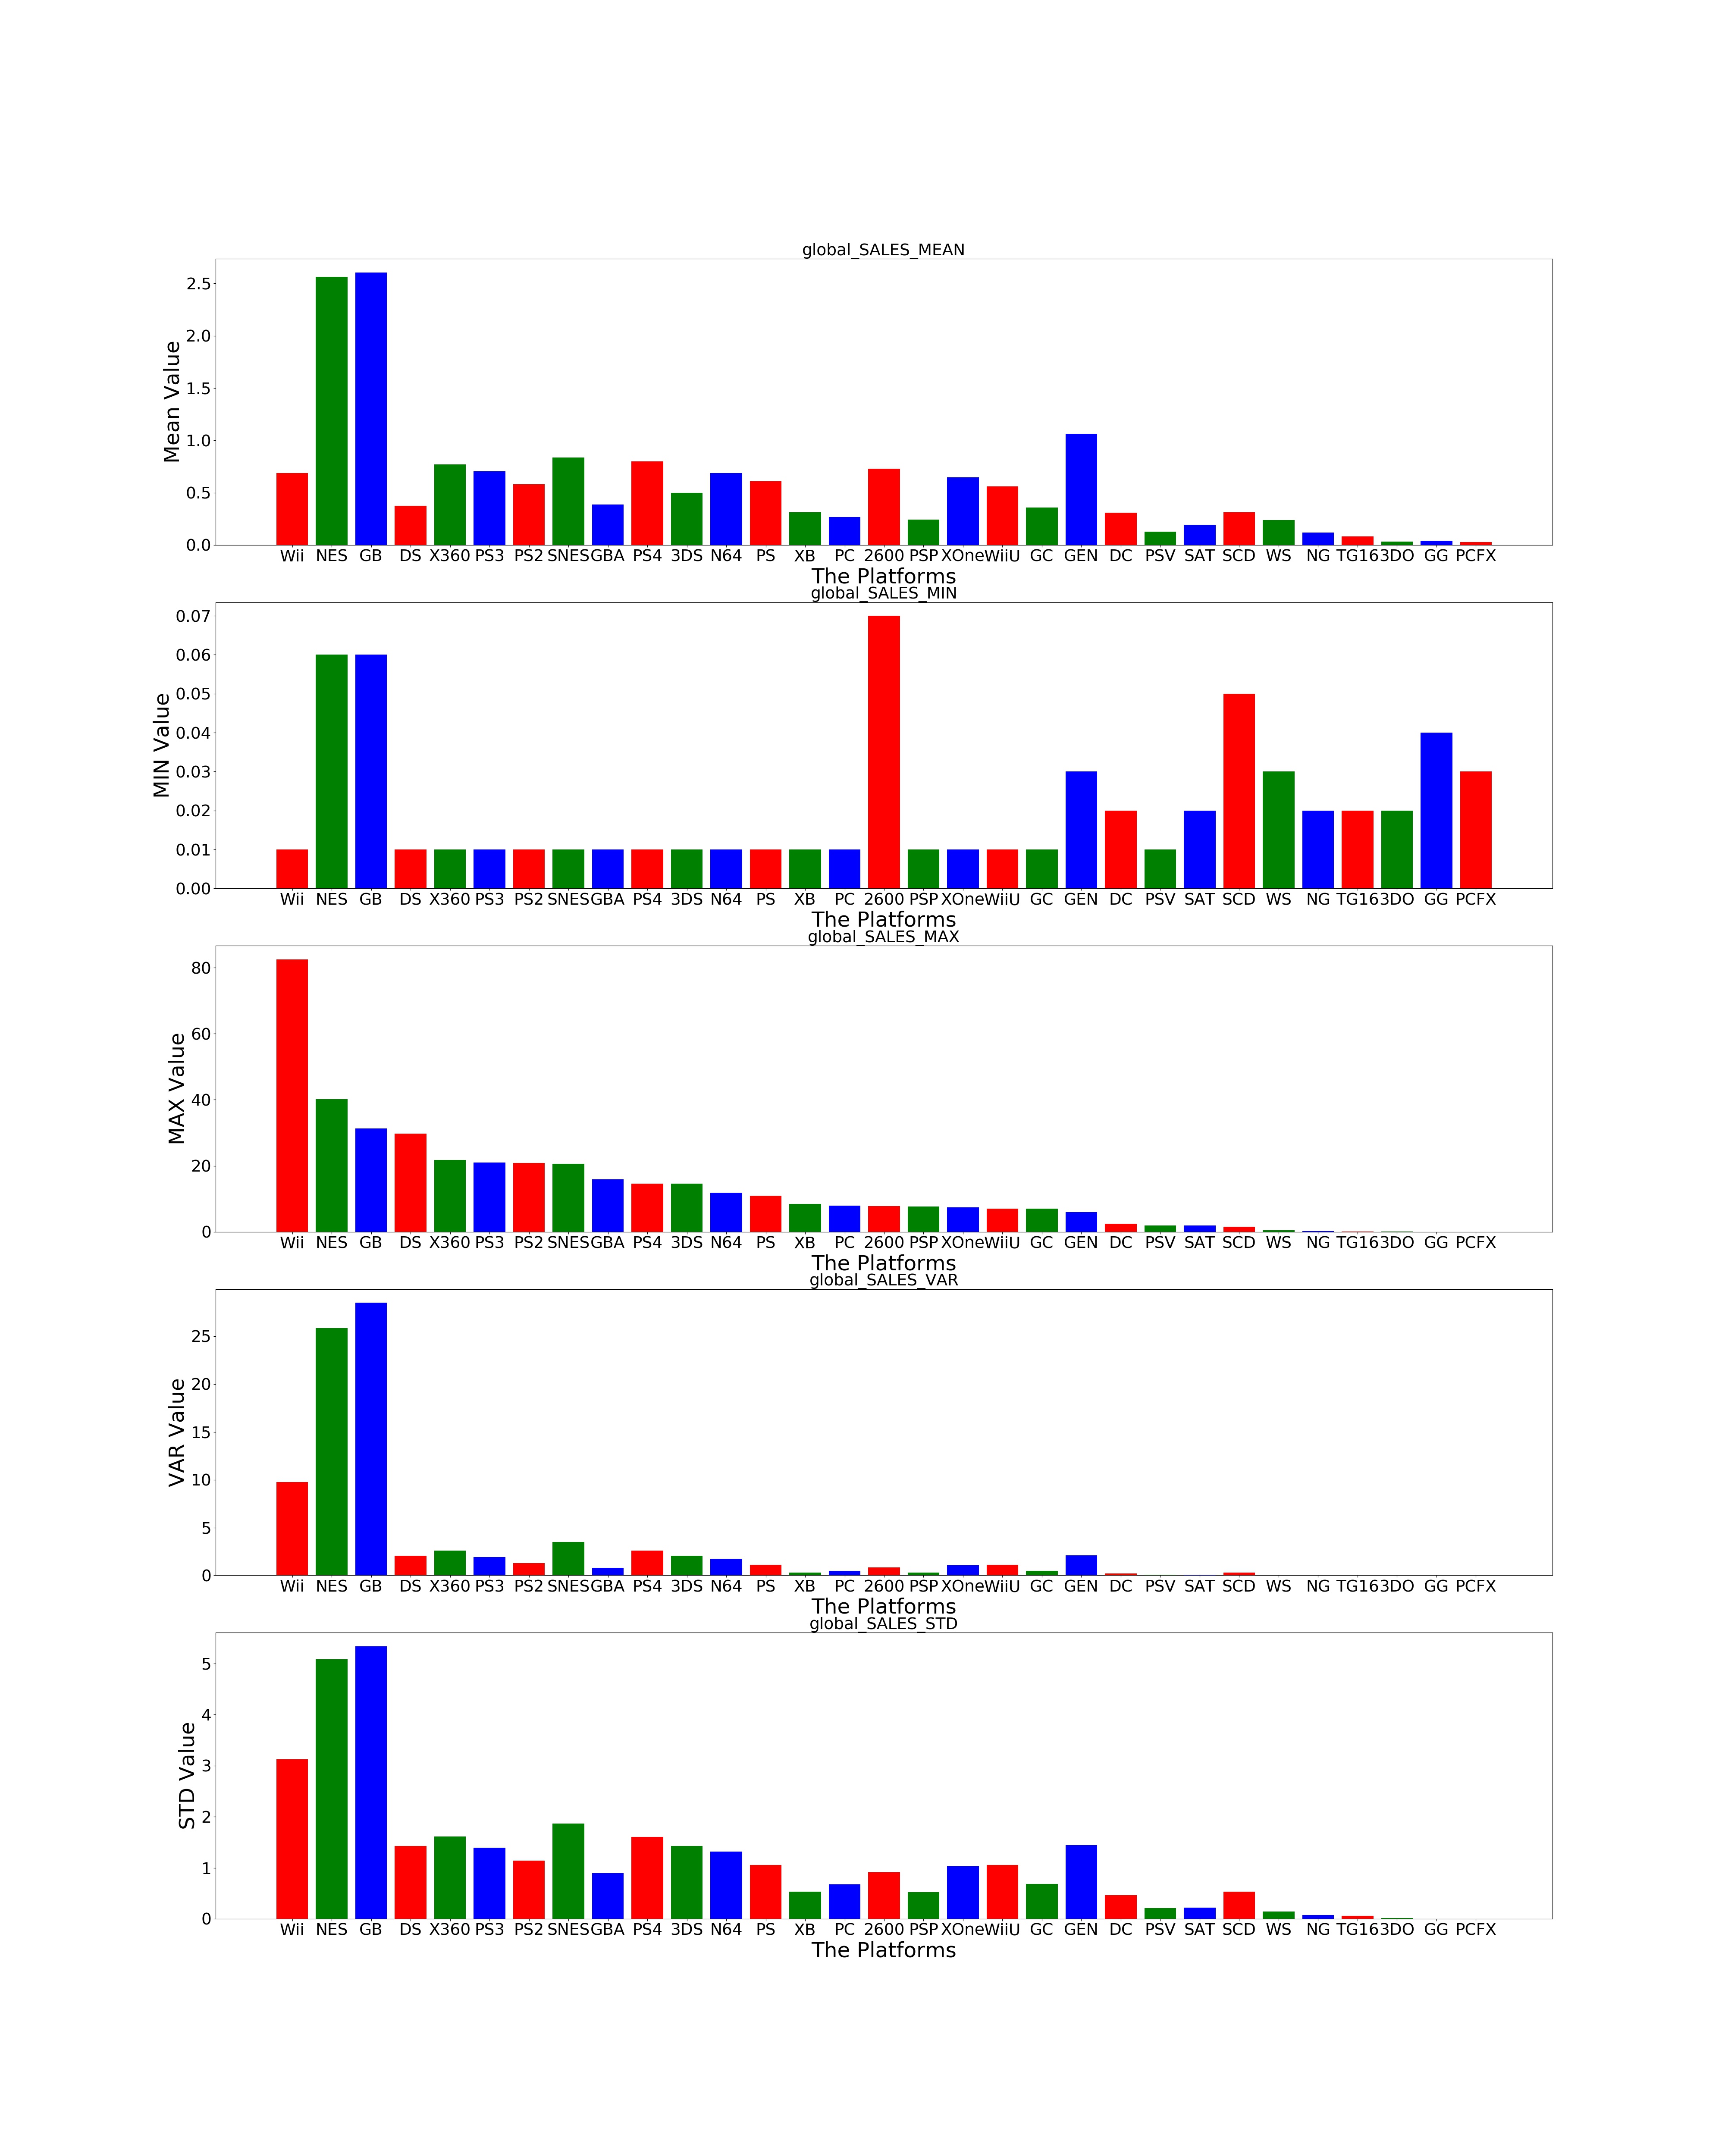 global_SALES_MEAN
2.5
2.0
1.5
1.0
0.5
0.0
Mean Value
Wii NES GB DS X360 PS3 PS2 SNES GBA PS4 3DS N64 PS XB PC 2600 PSP XOne WiiU GC GEN DC PSV SAT SCD WS NG TG16 3DO GG PCFX
The Platforms
global_SALES_MIN
0.07
0.06
0.05
0.04
0.03
0.02
0.01
0.00
MIN Value
Wii NES GB DS X360 PS3 PS2 SNES GBA PS4 3DS N64 PS XB PC 2600 PSP XOne WiiU GC GEN DC PSV SAT SCD WS NG TG16 3DO GG PCFX
The Platforms
global_SALES_MAX
80
60
40
20
0
MAX Value
Wii NES GB DS X360 PS3 PS2 SNES GBA PS4 3DS N64 PS XB PC 2600 PSP XOne WiiU GC GEN DC PSV SAT SCD WS NG TG16 3DO GG PCFX
The Platforms
global_SALES_VAR
25
20
15
10
5
0
VAR Value
Wii NES GB DS X360 PS3 PS2 SNES GBA PS4 3DS N64 PS XB PC 2600 PSP XOne WiiU GC GEN DC PSV SAT SCD WS NG TG16 3DO GG PCFX
The Platforms
global_SALES_STD
5
4
3
2
1
0
STD Value
Wii NES GB DS X360 PS3 PS2 SNES GBA PS4 3DS N64 PS XB PC 2600 PSP XOne WiiU GC GEN DC PSV SAT SCD WS NG TG16 3DO GG PCFX
The Platforms